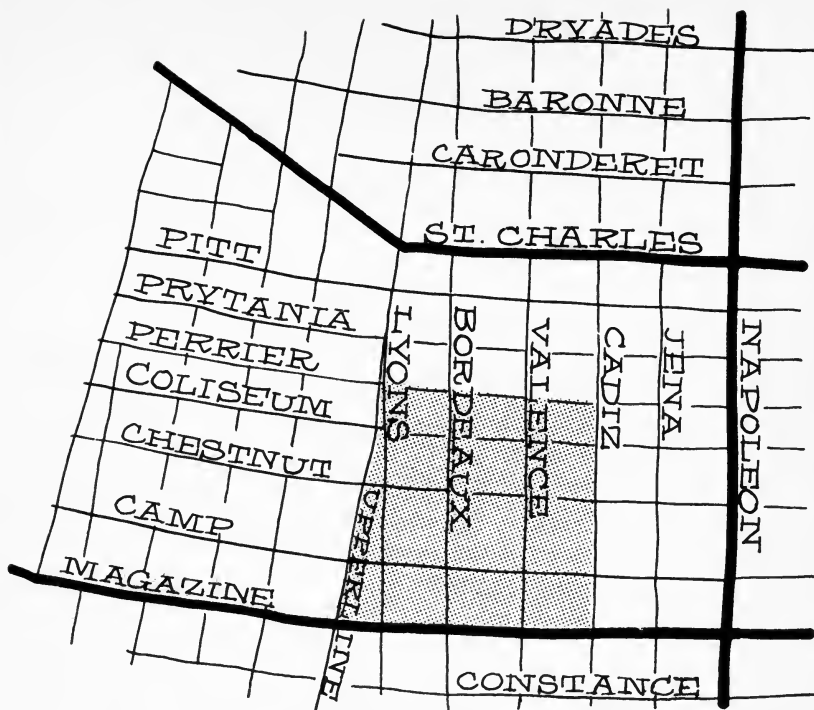 DRYADES
BARONNE
CARONDERET
ST. CHARLES
PITT
PRYTANIA
PERRIER
COLISEUM
CHESTNUT
CAMP
MAGAZINE
LYONS
BORDEAUX
VALENCE
CADIZ
JENA
NAPOLEON
UPPERLINE
CONSTANCE